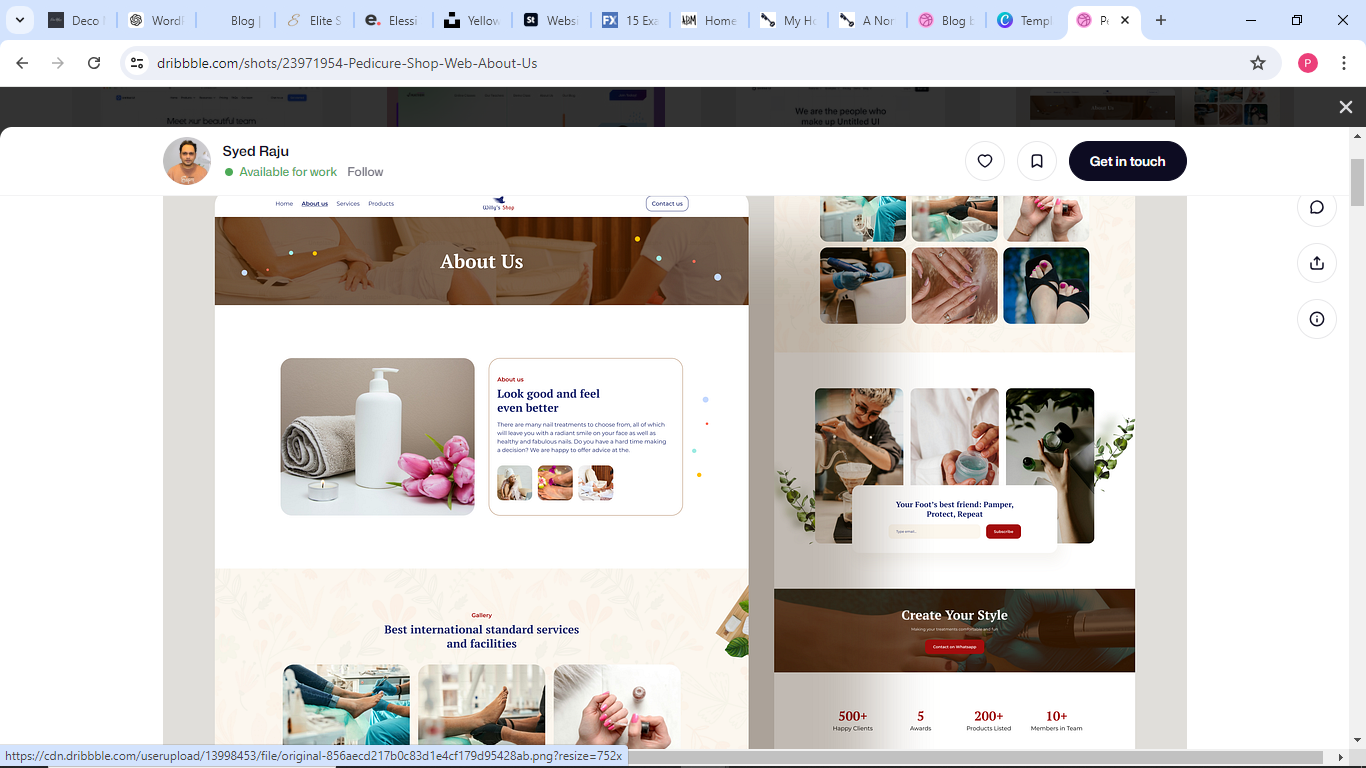 Deco
Word
Blog |
Elite S
Elessi
Yellow
St
Websi
FX
15 Exa
ABM
Home
My Ho
A Nor
Blog b
Templ
dribbble.com/shots/23971954-Pedicure-Shop-Web-About-Us
P
Meet our beautiful team
We are the people who
make up Untitled UI
Syed Raju
Available for work
Follow
Get in touch
Home
About us
Services
Products
Willy's Shop
Contact us
About Us
About us
Look good and feel
even better
There are many nail treatments to choose from, all of which
will leave you with a radiant smile on your face as well as
healthy and fabulous nails. Do you have a hard time making
a decision? We are happy to offer advice at the.
Gallery
Best international standard services
and facilities
Your Foot's best friend: Pamper,
Protect, Repeat
Type email..
Subscribe
Create Your Style
Making your treatments comfortable and full
Contact on Whatsapp
500+
Happy Clients
5
Awards
200+
Products Listed
10+
Members in Team
https://cdn.dribbble.com/userupload/13998453/file/original-856aecd217b0c83d1e4cf179d95428ab.png?resize=752x